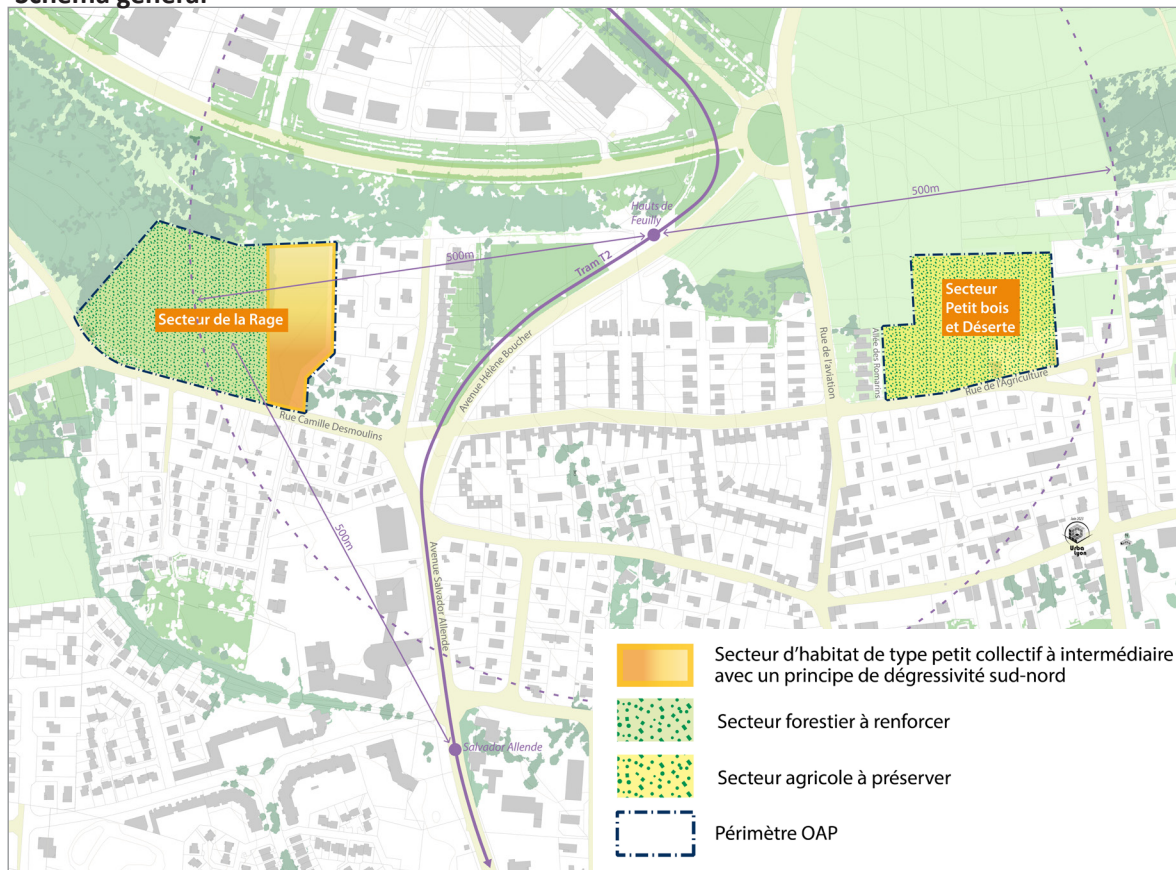 Schéma général
500m
Hauts de
Feuilly
500m
Tram T2
Secteur
Petit bois
et Déserte
Secteur de la Rage
Avenue Hélène Boucher
Rue de l'aviation
Allée des Romarins
Rue de l'Agriculture
Rue Camille Desmoulins
500m
Avenue Salvador Allende
Urba
Lyon
Salvador Allende
Secteur d'habitat de type petit collectif à intermédiaire
avec un principe de dégressivité sud-nord
Secteur forestier à renforcer
Secteur agricole à préserver
Périmètre OAP